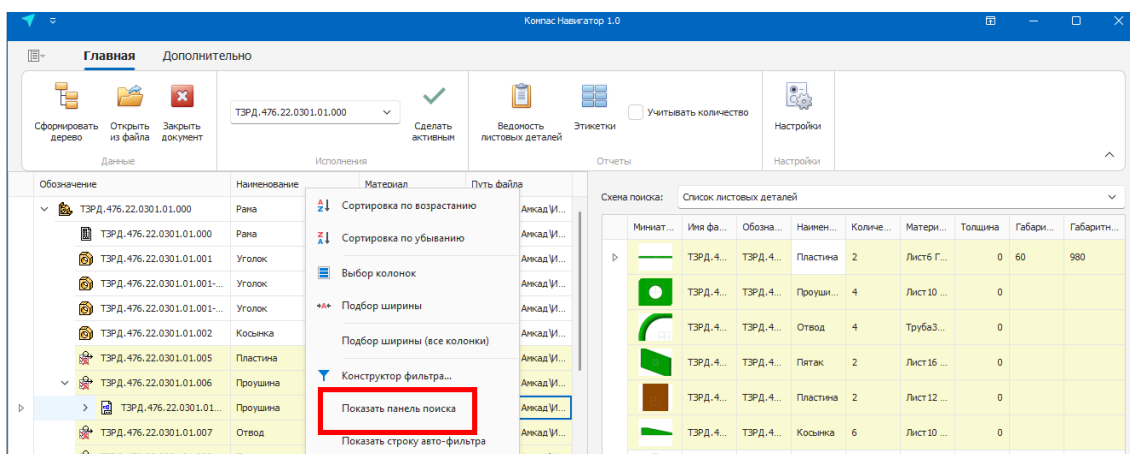 Компас Навигатор 1.0
Главная Дополнительно
Сформировать дерево
Открыть из файла
Закрыть документ
ТЗРД.476.22.0301.01.000
Сделать активным
Ведомость листовых деталей
Этикетки
Учитывать количество
Настройки
Данные Исполнения Отчеты Настройки
Обозначение Наименование Материал Путь файла
ТЗРД.476.22.0301.01.000 Рама Амкад\И...
ТЗРД.476.22.0301.01.000 Рама Амкад\И...
ТЗРД.476.22.0301.01.001 Уголок Амкад\И...
ТЗРД.476.22.0301.01.001-... Уголок Амкад\И...
ТЗРД.476.22.0301.01.001-... Уголок Амкад\И...
ТЗРД.476.22.0301.01.002 Косынка Амкад\И...
ТЗРД.476.22.0301.01.005 Пластина Амкад\И...
ТЗРД.476.22.0301.01.006 Проушина Амкад\И...
ТЗРД.476.22.0301.01... Проушина Амкад\И...
ТЗРД.476.22.0301.01.007 Отвод Амкад\И...
Сортировка по возрастанию
Сортировка по убыванию
Выбор колонок
Подбор ширины
Подбор ширины (все колонки)
Конструктор фильтра...
Показать панель поиска
Показать строку авто-фильтра
Схема поиска: Список листовых деталей
Миниат... Имя фа... Обозна... Наимен... Количе... Матери... Толщина Габари... Габаритн...
ТЗРД.4... ТЗРД.4... Пластина 2 Лист6 Г... 0 60 980
ТЗРД.4... ТЗРД.4... Проуши... 4 Лист10 ... 0
ТЗРД.4... ТЗРД.4... Отвод 4 Труба3... 0
ТЗРД.4... ТЗРД.4... Пятак 2 Лист16 ... 0
ТЗРД.4... ТЗРД.4... Пластина 2 Лист12 ... 0
ТЗРД.4... ТЗРД.4... Косынка 6 Лист10 ... 0